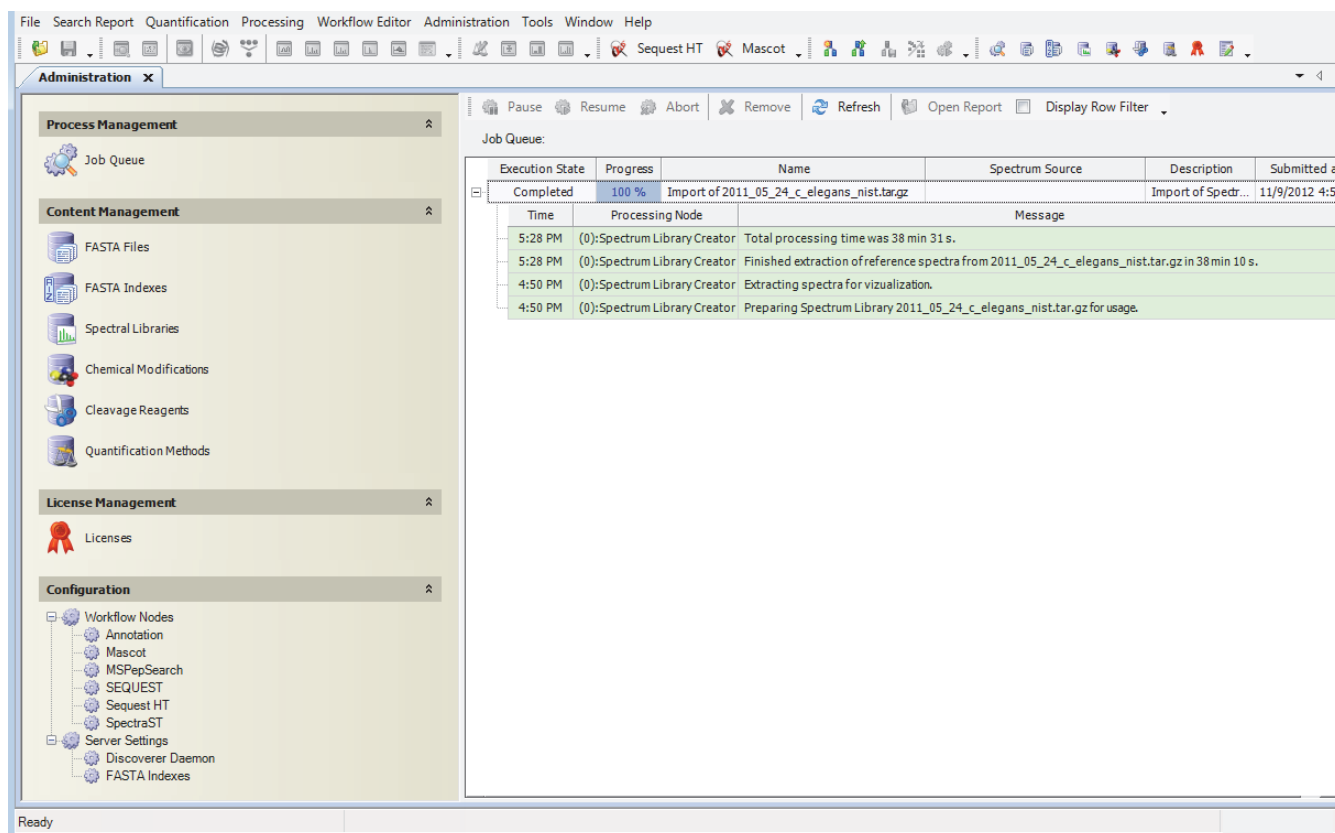 File Search Report Quantification Processing Workflow Editor Administration Tools Window Help
Sequest HT Mascot
Administration x
Pause Resume Abort Remove Refresh Open Report Display Row Filter
Process Management
Job Queue:
Job Queue
Execution State Progress Name Spectrum Source Description Submitted a
Completed 100 % Import of 2011_05_24_c_elegans_nist.tar.gz Import of Spectr... 11/9/2012 4:5
Content Management
Time Processing Node Message
5:28 PM (0):Spectrum Library Creator Total processing time was 38 min 31 s.
FASTA Files
5:28 PM (0):Spectrum Library Creator Finished extraction of reference spectra from 2011_05_24_c_elegans_nist.tar.gz in 38 min 10 s.
FASTA Indexes
4:50 PM (0):Spectrum Library Creator Extracting spectra for vizualization.
4:50 PM (0):Spectrum Library Creator Preparing Spectrum Library 2011_05_24_c_elegans_nist.tar.gz for usage.
Spectral Libraries
Chemical Modifications
Cleavage Reagents
Quantification Methods
License Management
Licenses
Configuration
Workflow Nodes
Annotation
Mascot
MSPepSearch
SEQUEST
Sequest HT
SpectraST
Server Settings
Discoverer Daemon
FASTA Indexes
Ready